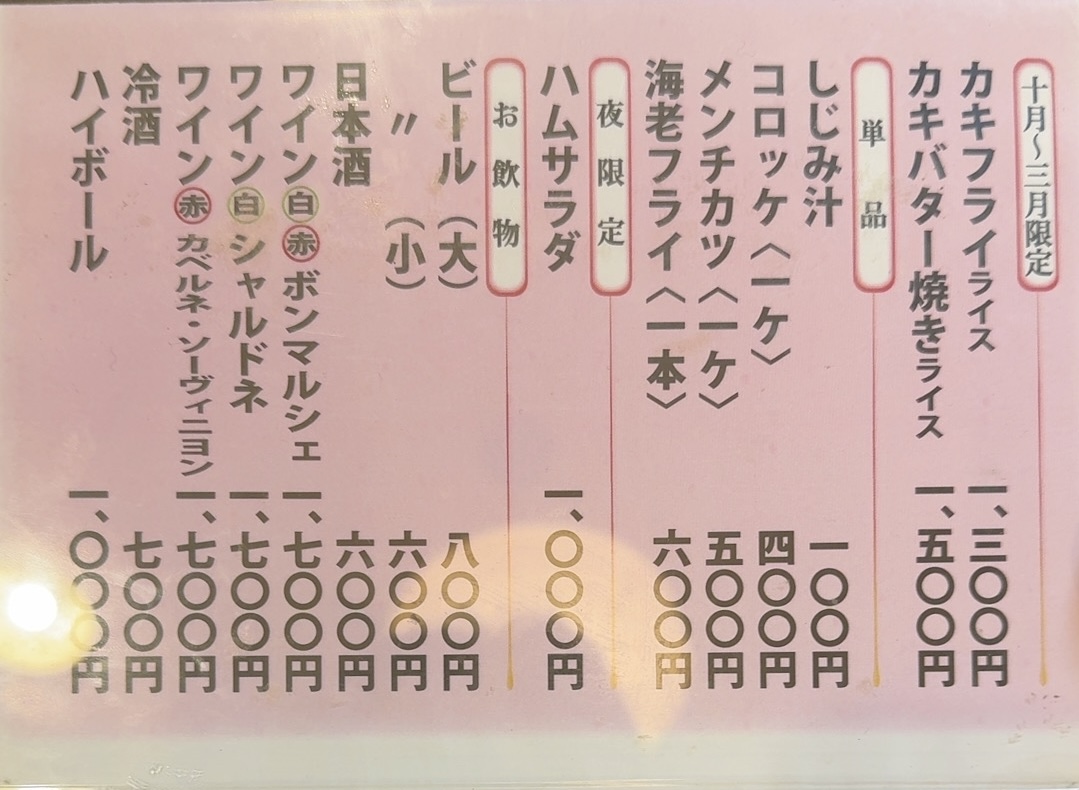 十月～三月限定
カキフライライス 一、三〇〇円
カキバター焼きライス 一、五〇〇円
単品
しじみ汁 一〇〇円
コロッケ〈一ケ〉 四〇〇円
メンチカツ〈一ケ〉 五〇〇円
海老フライ〈一本〉 六〇〇円
夜限定
ハムサラダ 一、〇〇〇円
お飲物
ビール（大） 八〇〇円
〃（小） 六〇〇円
日本酒 六〇〇円
ワイン白赤ボンマルシェ 一、七〇〇円
ワイン白シャルドネ 一、七〇〇円
ワイン赤カベルネ・ソーヴィニヨン 一、七〇〇円
冷酒 七〇〇円
ハイボール 一、〇〇〇円